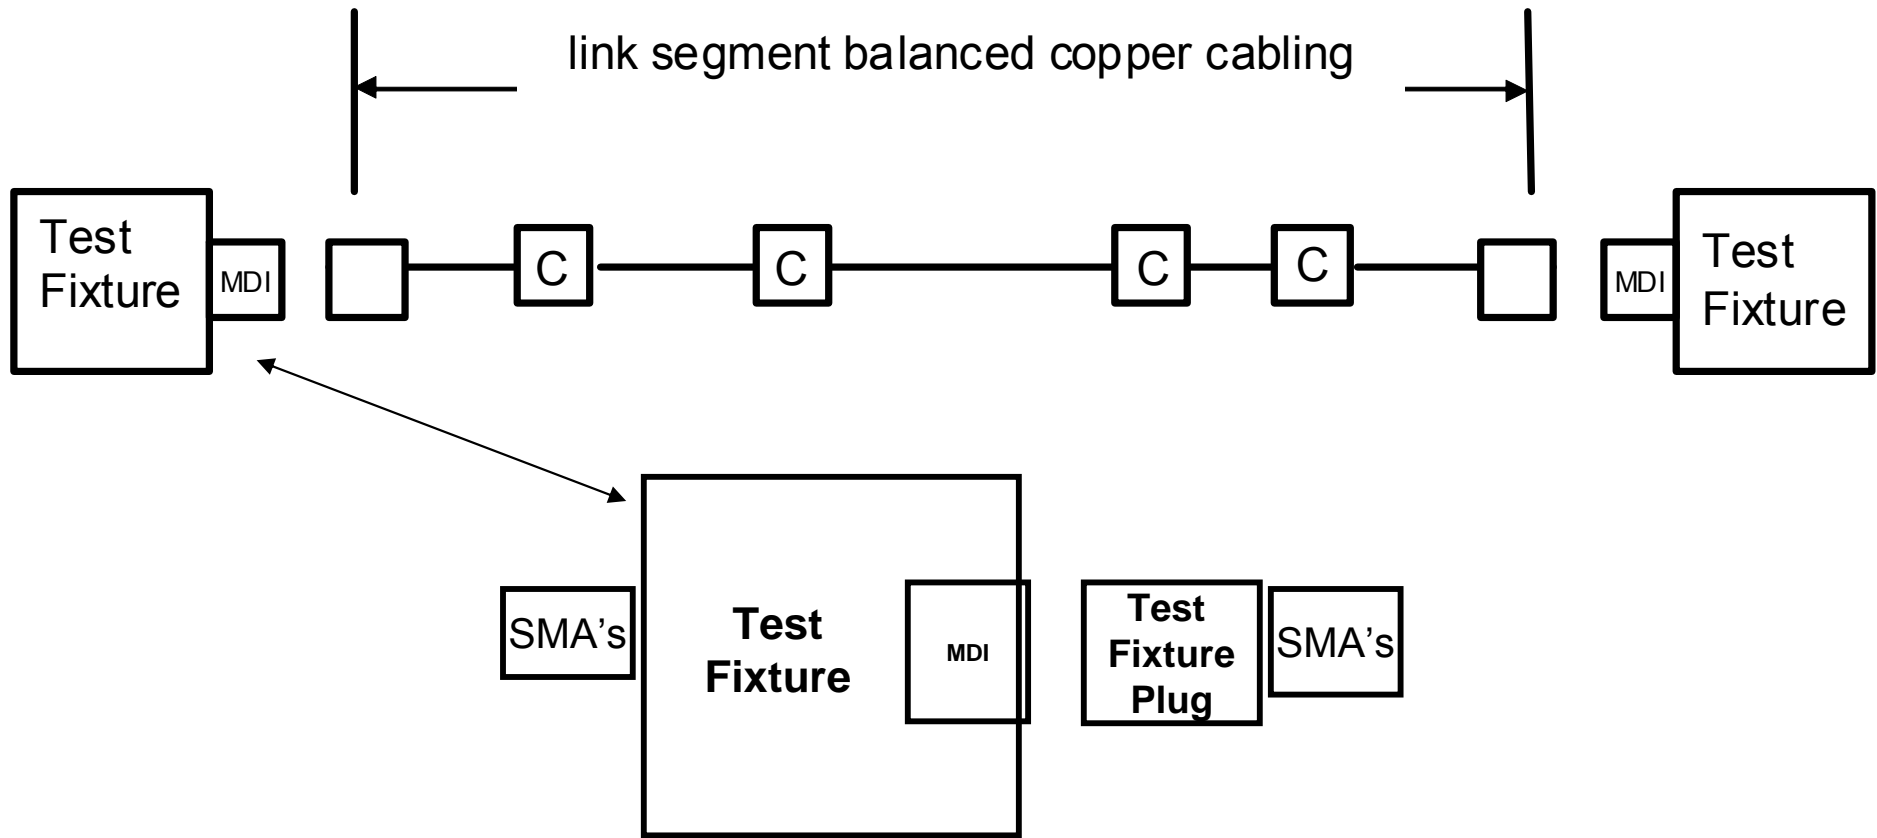 link segment balanced copper cabling
Test
Fixture
MDI
C
C
C
C
MDI
Test
Fixture
SMA's
Test
Fixture
MDI
Test
Fixture
Plug
SMA's